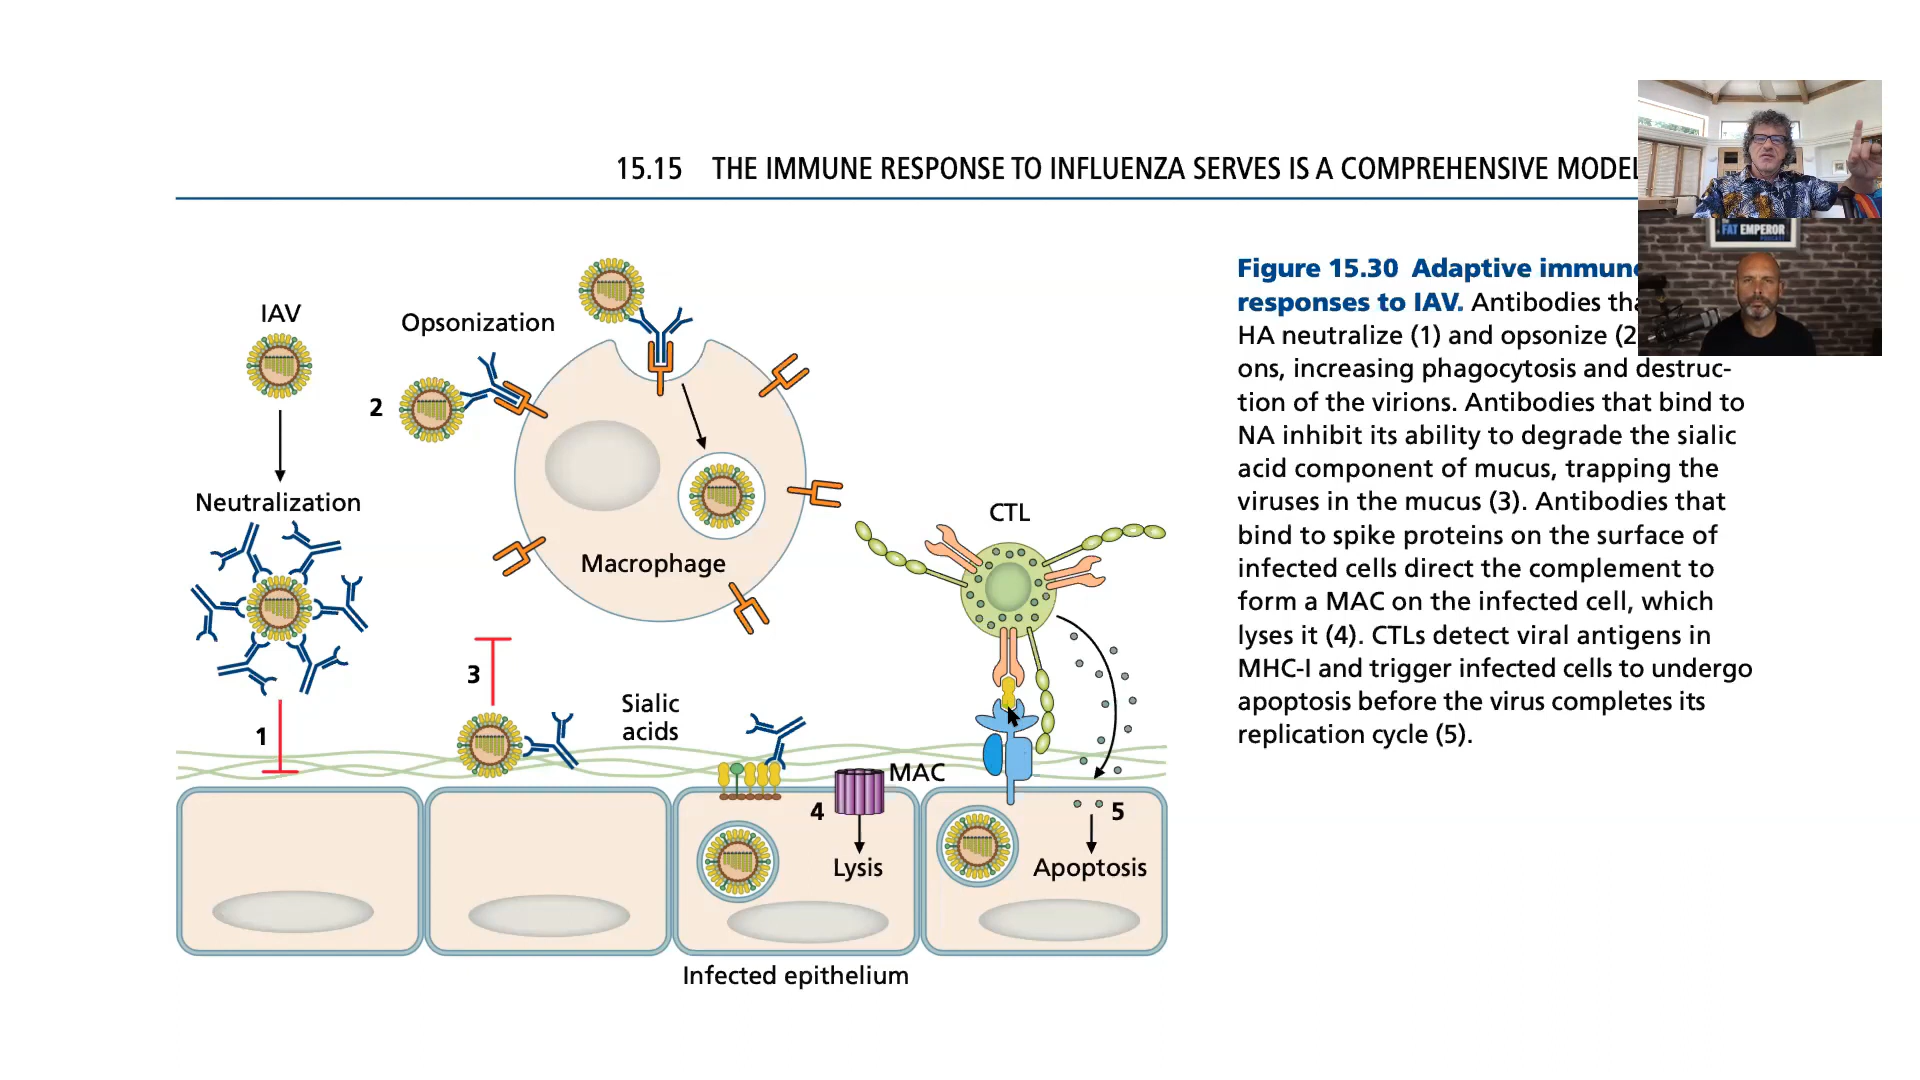 15.15 THE IMMUNE RESPONSE TO INFLUENZA SERVES IS A COMPREHENSIVE MODEL
FAT EMPEROR
PODCAST
Figure 15.30 Adaptive immune
responses to IAV. Antibodies
HA neutralize (1) and opsonize (2
ons, increasing phagocytosis and destruc-
tion of the virions. Antibodies that bind to
NA inhibit its ability to degrade the sialic
acid component of mucus, trapping the
viruses in the mucus (3). Antibodies that
bind to spike proteins on the surface of
infected cells direct the complement to
form a MAC on the infected cell, which
lyses it (4). CTLs detect viral antigens in
MHC-I and trigger infected cells to undergo
apoptosis before the virus completes its
replication cycle (5).
IAV
Opsonization
2
Neutralization
Macrophage
CTL
3
Sialic
acids
1
MAC
4
5
Lysis
Apoptosis
Infected epithelium